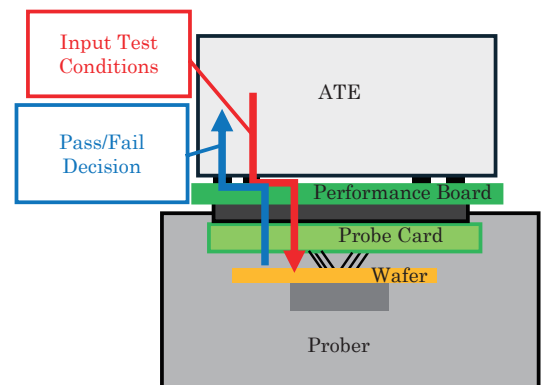 Input Test
Conditions
ATE
Pass/Fail
Decision
Performance Board
Probe Card
Wafer
Prober